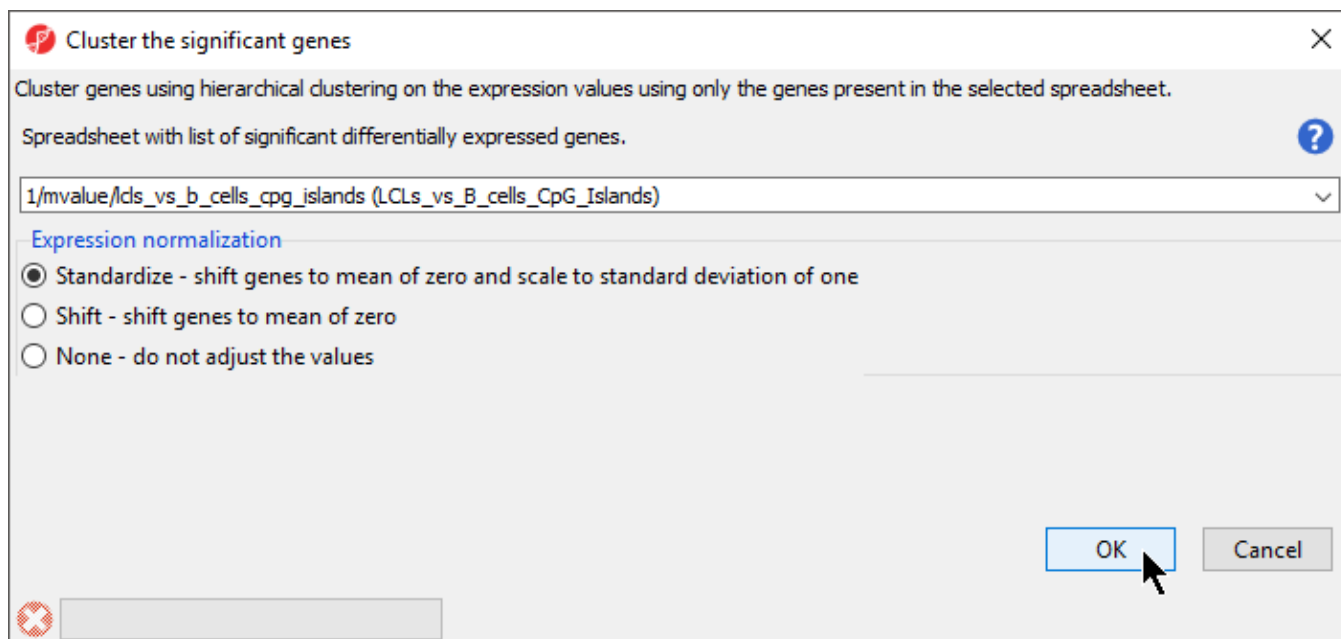 Cluster the significant genes
Cluster genes using hierarchical clustering on the expression values using only the genes present in the selected spreadsheet.
Spreadsheet with list of significant differentially expressed genes.
?
1/mvalue/lcls_vs_b_cells_cpg_islands (LCLs_vs_B_cells_CpG_Islands)
Expression normalization
Standardize - shift genes to mean of zero and scale to standard deviation of one
Shift - shift genes to mean of zero
None - do not adjust the values
OK Cancel